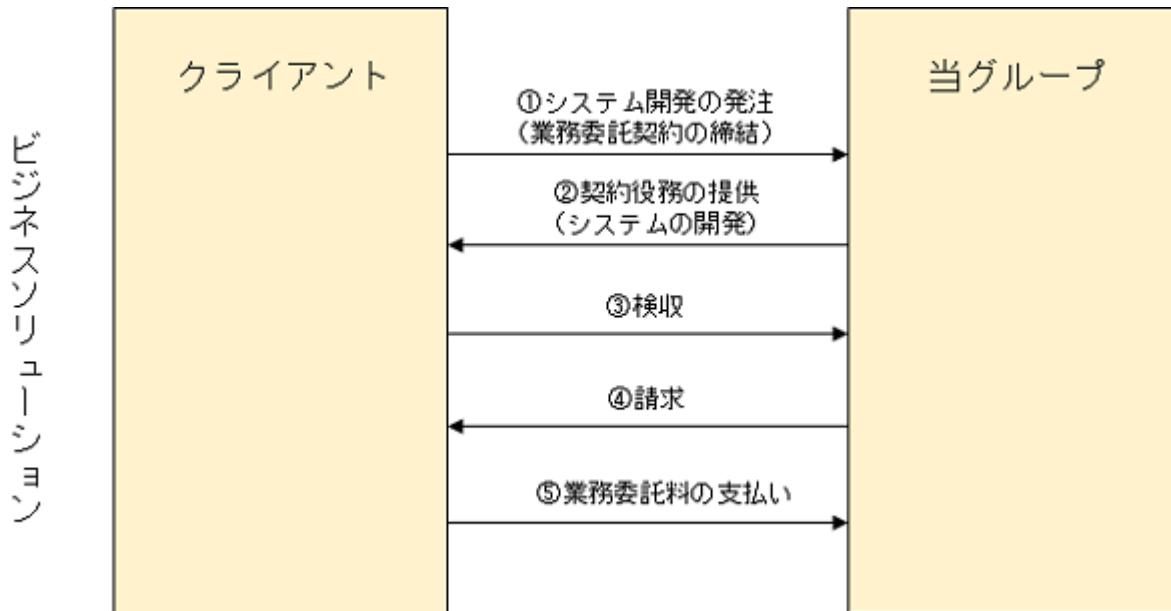 ビジネスソリューション
クライアント
当グループ
①システム開発の発注
（業務委託契約の締結）
②契約役務の提供
（システムの開発）
③検収
④請求
⑤業務委託料の支払い